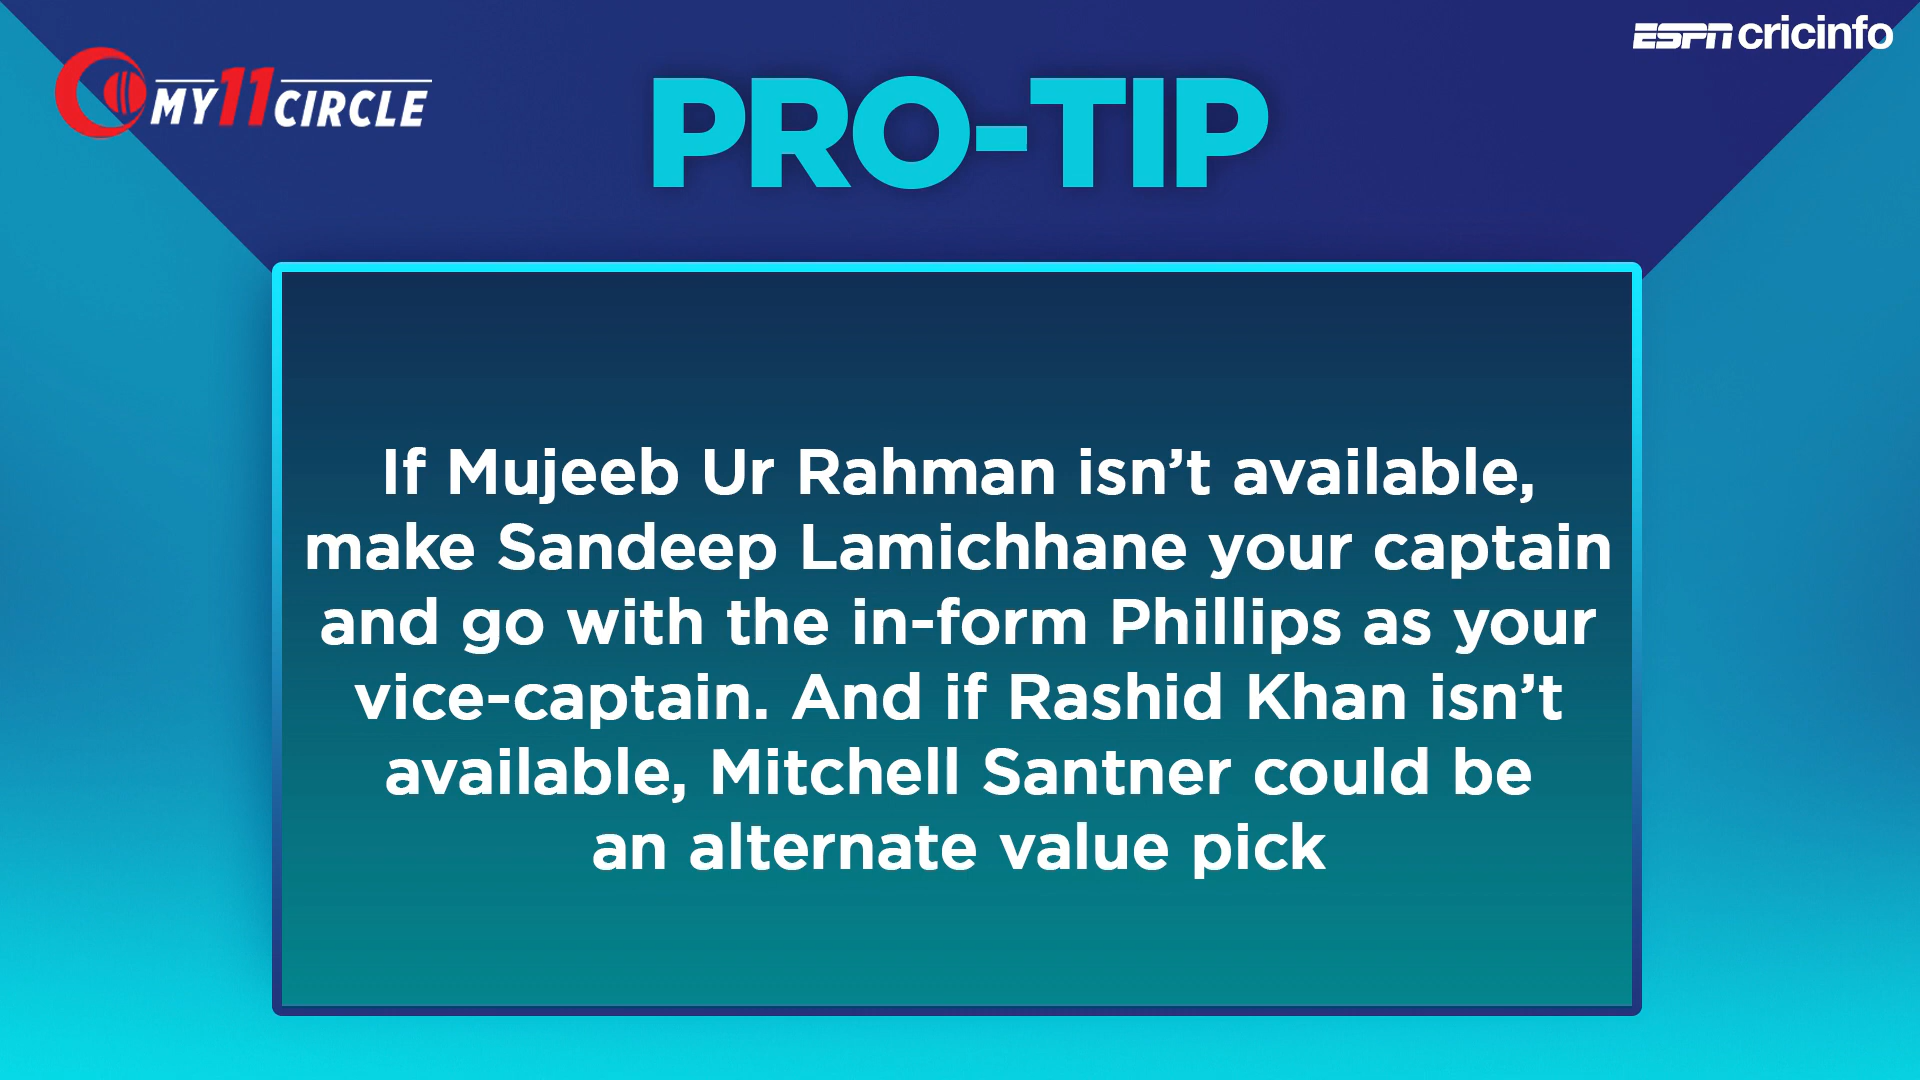 MY11CIRCLE
ESPN cricinfo
PRO-TIP
If Mujeeb Ur Rahman isn’t available,
make Sandeep Lamichhane your captain
and go with the in-form Phillips as your
vice-captain. And if Rashid Khan isn’t
available, Mitchell Santner could be
an alternate value pick